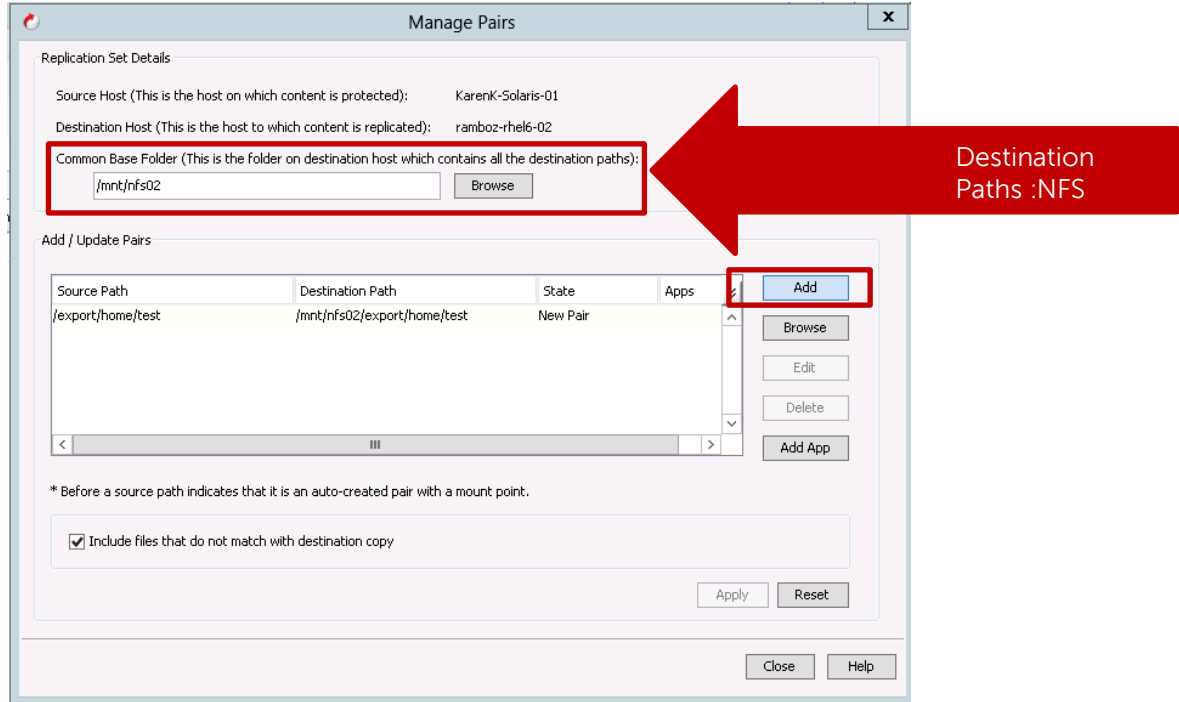 Manage Pairs
x
Replication Set Details
Source Host (This is the host on which content is protected): KarenK-Solaris-01
Destination Host (This is the host to which content is replicated): ramboz-rhel6-02
Common Base Folder (This is the folder on destination host which contains all the destination paths):
/mnt/nfs02 Browse
Destination
Paths :NFS
Add / Update Pairs
Source Path Destination Path State Apps
/export/home/test /mnt/nfs02/export/home/test New Pair
Add
Browse
Edit
Delete
Add App
* Before a source path indicates that it is an auto-created pair with a mount point.
Include files that do not match with destination copy
Apply Reset
Close Help